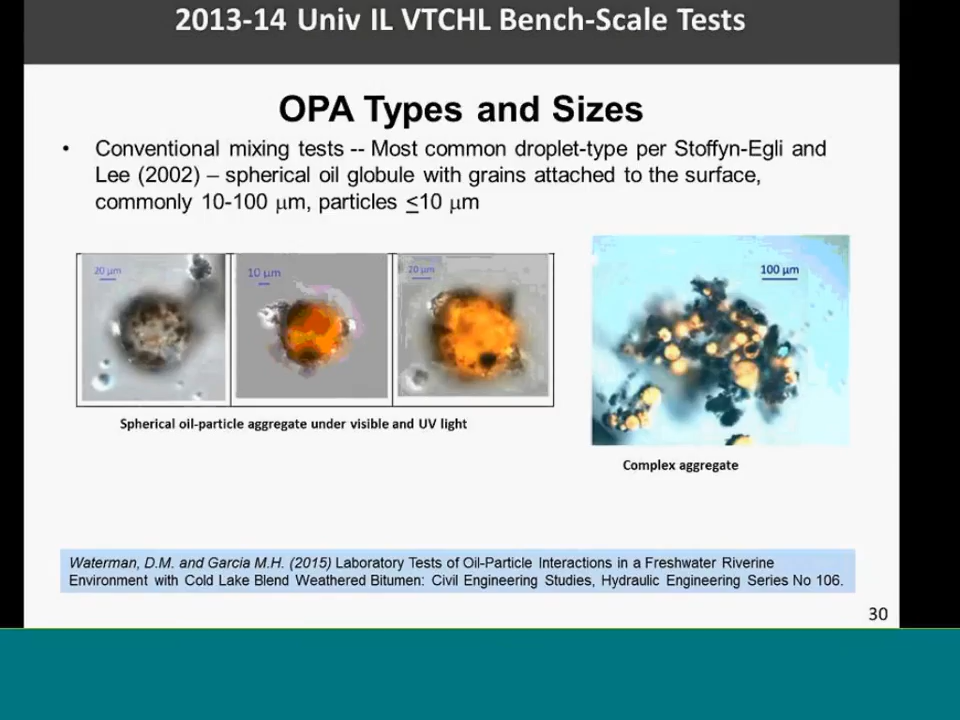 2013-14 Univ IL VTCHL Bench-Scale Tests
OPA Types and Sizes
• Conventional mixing tests -- Most common droplet-type per Stoffyn-Egli and
Lee (2002) – spherical oil globule with grains attached to the surface,
commonly 10-100 μm, particles ≤10 μm
20 μm
10 μm
20 μm
100 μm
Spherical oil-particle aggregate under visible and UV light
Complex aggregate
Waterman, D.M. and Garcia M.H. (2015) Laboratory Tests of Oil-Particle Interactions in a Freshwater Riverine
Environment with Cold Lake Blend Weathered Bitumen: Civil Engineering Studies, Hydraulic Engineering Series No 106.
30